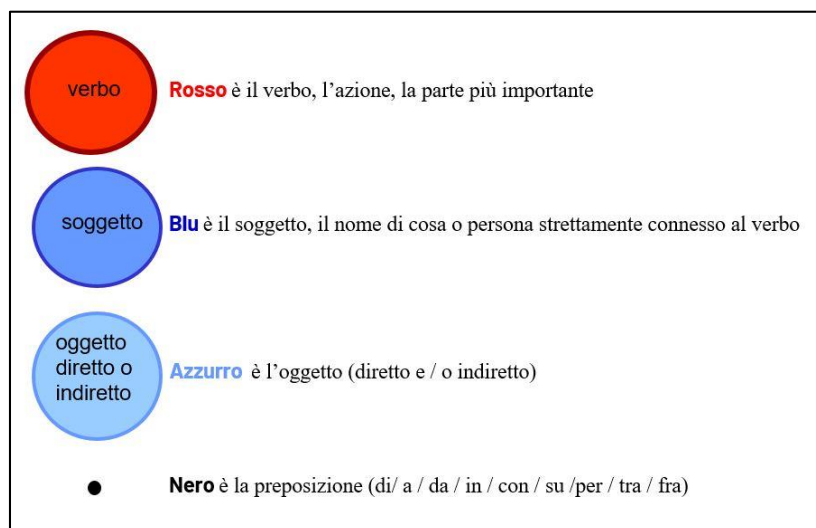 verbo
Rosso è il verbo, l’azione, la parte più importante
soggetto
Blu è il soggetto, il nome di cosa o persona strettamente connesso al verbo
oggetto
diretto o
indiretto
Azzurro è l’oggetto (diretto e / o indiretto)
Nero è la preposizione (di/ a / da / in / con / su /per / tra / fra)